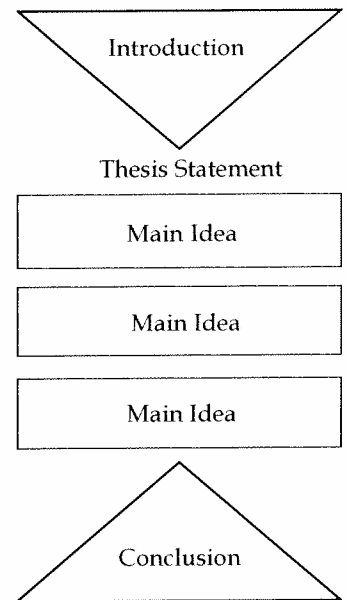 Introduction
Thesis Statement
Main Idea
Main Idea
Main Idea
Conclusion